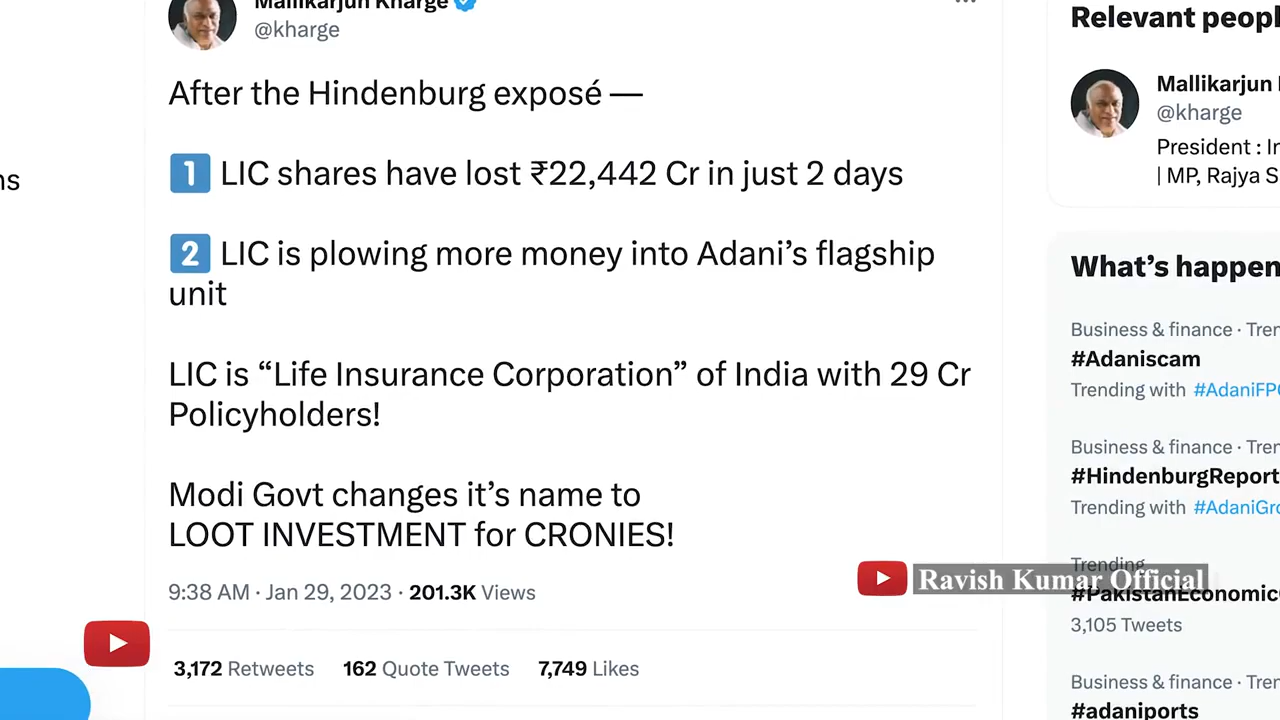 Mallikarjun Kharge
@kharge
After the Hindenburg exposé —
1 LIC shares have lost ₹22,442 Cr in just 2 days
2 LIC is plowing more money into Adani’s flagship
unit
LIC is “Life Insurance Corporation” of India with 29 Cr
Policyholders!
Modi Govt changes it’s name to
LOOT INVESTMENT for CRONIES!
9:38 AM · Jan 29, 2023 · 201.3K Views
3,172 Retweets 162 Quote Tweets 7,749 Likes
ns
Relevant peopl
Mallikarjun
@kharge
President : In
| MP, Rajya S
What’s happen
Business & finance · Tren
#Adaniscam
Trending with #AdaniFPO
Business & finance · Tren
#HindenburgReport
Trending with #AdaniGro
Trending
#PakistanEconomic
3,105 Tweets
Business & finance · Tren
#adaniports
Ravish Kumar Official